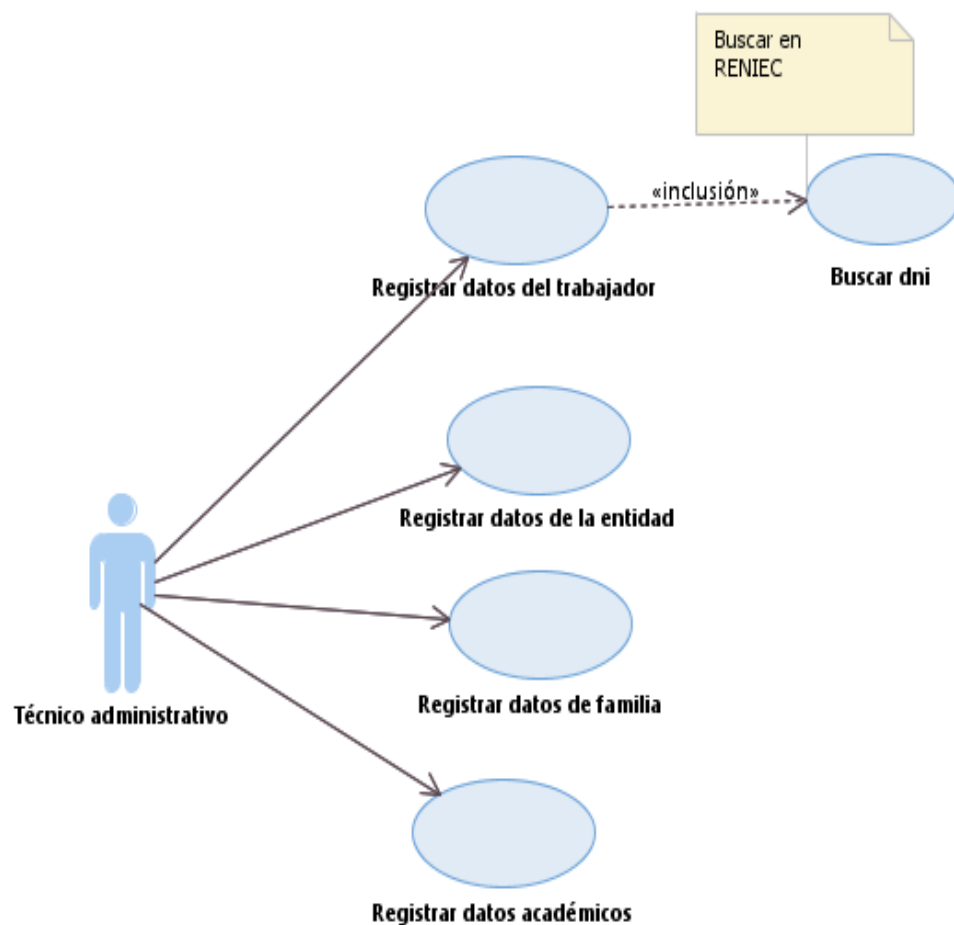 Buscar en
RENIEC
«inclusión»
Registrar datos del trabajador
Buscar dni
Registrar datos de la entidad
Registrar datos de familia
Técnico administrativo
Registrar datos académicos